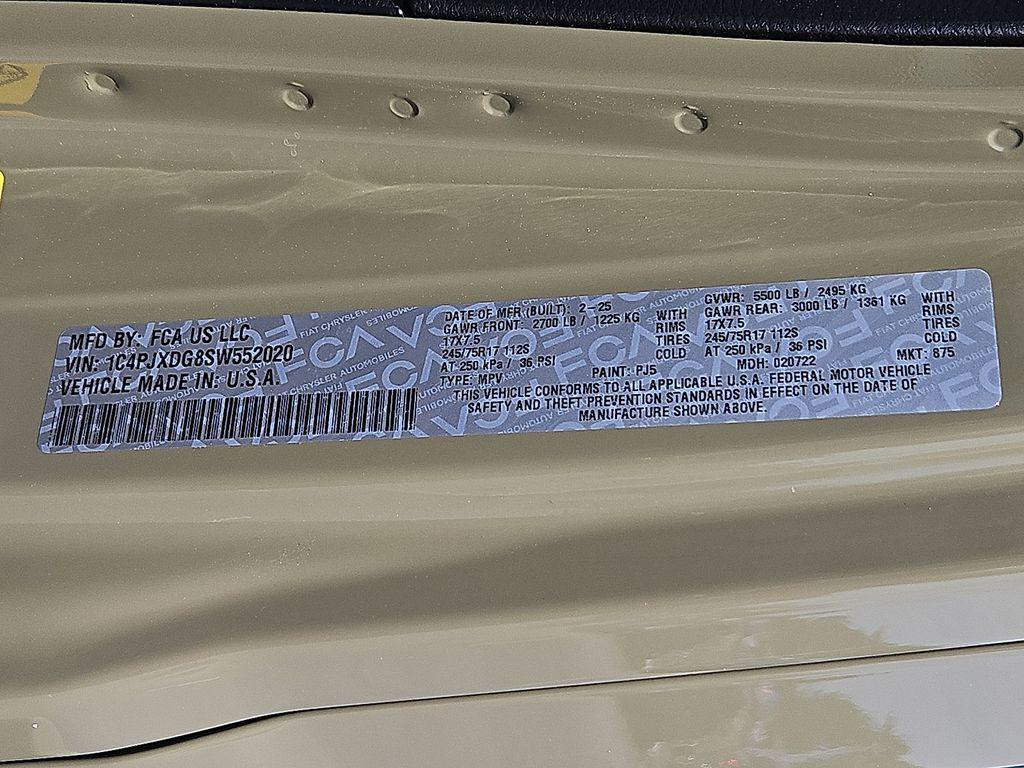 MFD BY: FCA US LLC
VIN: 1C4PJXDG8SW552020
VEHICLE MADE IN: U.S.A.
DATE OF MFR (BUILT): 2-25
GAWR FRONT: 2700 LB / 1225 KG WITH
17X7.5 RIMS
245/75R17 112S TIRES
AT 250 kPa / 36 PSI COLD
GVWR: 5500 LB / 2495 KG
GAWR REAR: 3000 LB / 1361 KG WITH
17X7.5 RIMS
245/75R17 112S TIRES
AT 250 kPa / 36 PSI COLD
TYPE: MPV PAINT: PJ5 MDH: 020722 MKT: 875
THIS VEHICLE CONFORMS TO ALL APPLICABLE U.S.A. FEDERAL MOTOR VEHICLE
SAFETY AND THEFT PREVENTION STANDARDS IN EFFECT ON THE DATE OF
MANUFACTURE SHOWN ABOVE.